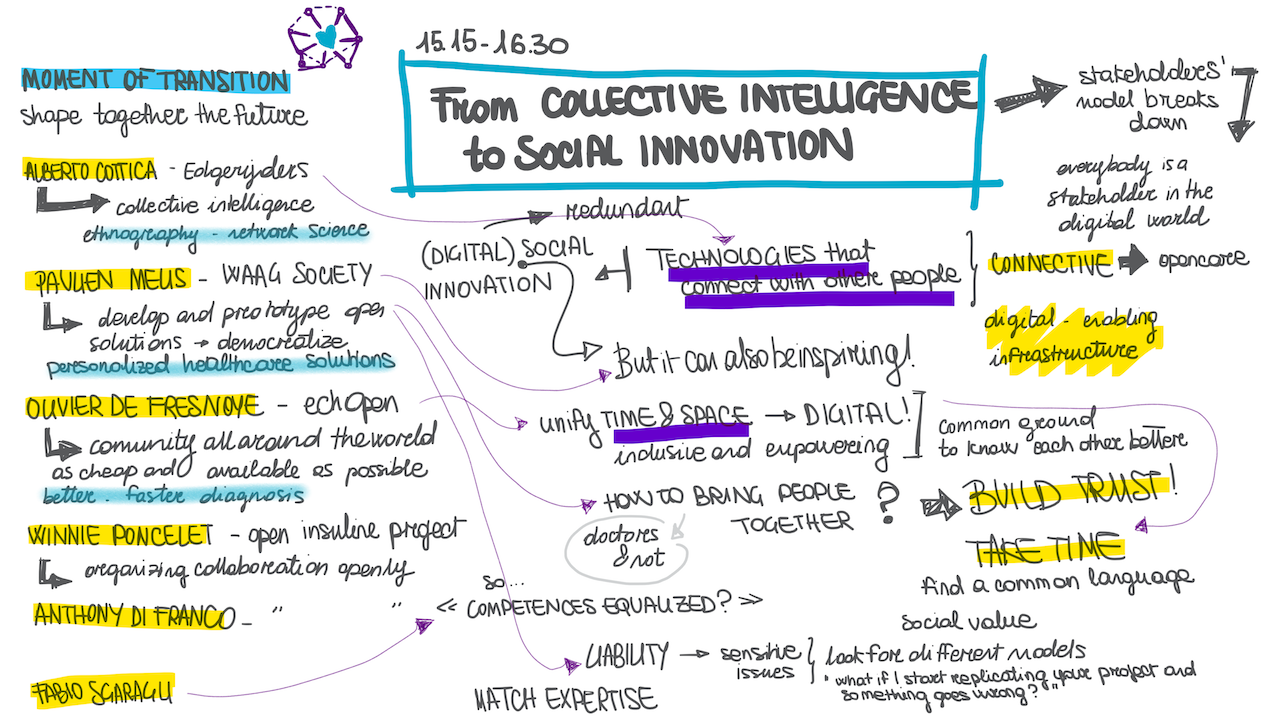 15.15-16.30
From COLLECTIVE INTELLIGENCE
to SOCIAL INNOVATION
MOMENT OF TRANSITION
shape together the future
ALBERTO COTTICA - Edgeryders
collective intelligence
ethnography - network science
PAULIEN MELIS - WAAG SOCIETY
develop and prototype open
solutions → democratize
personalized healthcare solutions
OLIVIER DE FRESNOYE - echOpen
comunity all around the world
as cheap and available as possible
better - faster diagnosis
WINNIE PONCELET - open insuline project
organizing collaboration openly
ANTHONY DI FRANCO - " "
FABIO SGARAGLI
redundant
(DIGITAL) SOCIAL
INNOVATION
TECHNOLOGIES that
connect with other people
But it can also be inspiring!
unify TIME & SPACE → DIGITAL!
inclusive and empowering
HOW TO BRING PEOPLE
TOGETHER ?
doctors
& not
so...
« COMPETENCES EQUALIZED? »
LIABILITY → sensitive
issues
MATCH EXPERTISE
stakeholders'
model breaks
down
everybody is a
stakeholder in the
digital world
CONNECTIVE → opencare
digital - enabling
infrastructure
common ground
to know each other better
BUILD TRUST!
TAKE TIME
find a common language
social value
look for different models
"what if I start replicating your project and
something goes wrong?"